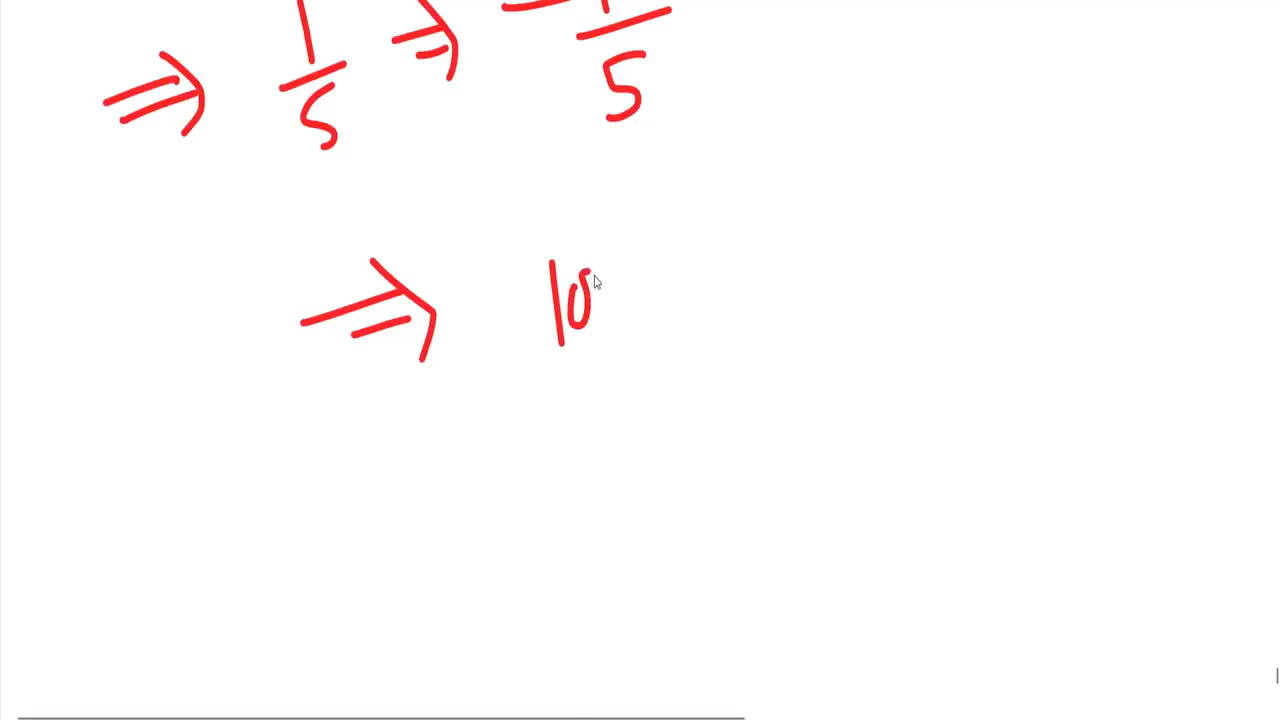 ⇒ 1/5 ⇒ 1/5
⇒ 10